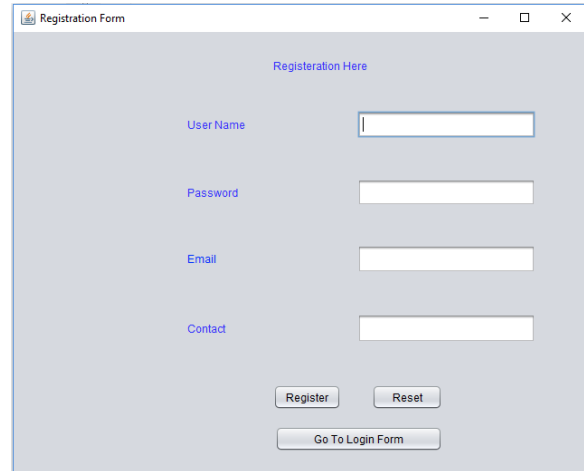 Registration Form
Registeration Here
User Name
Password
Email
Contact
Register Reset
Go To Login Form